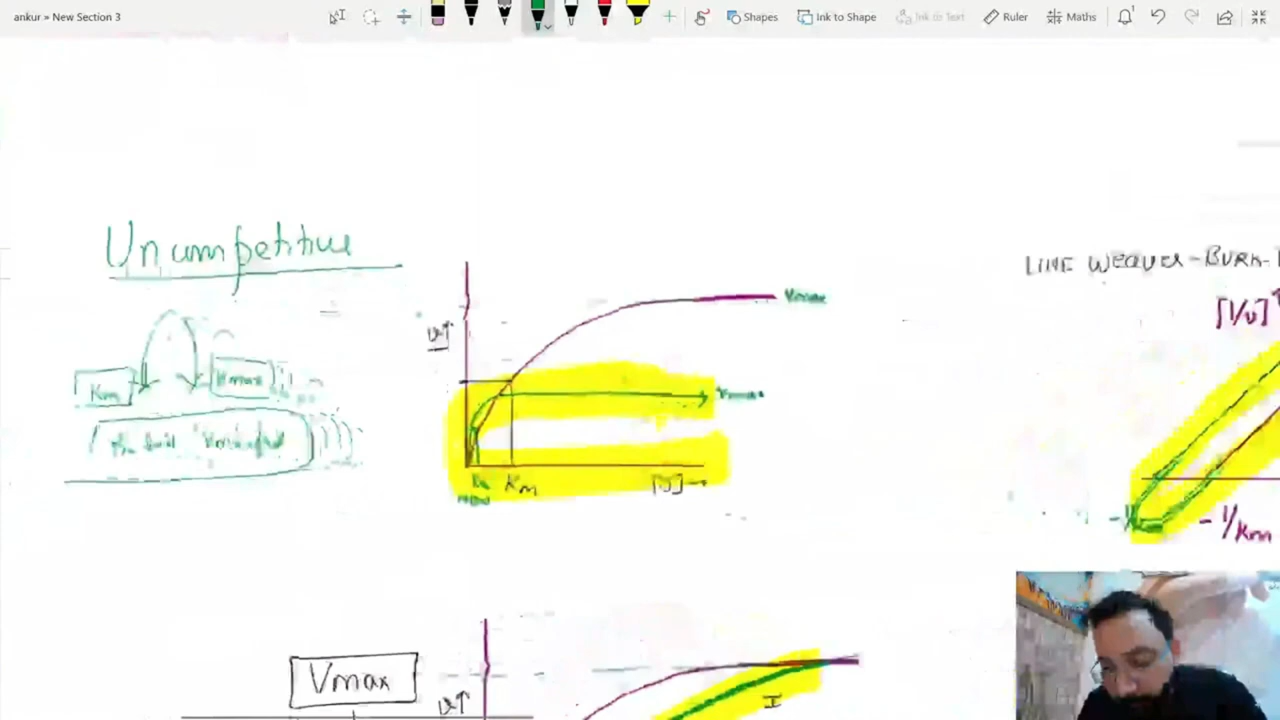 ankur » New Section 3
Shapes
Ink to Shape
Ink to Text
Ruler
Maths
Uncompetitive
Km
Vmax
Vmax
Vmax
Km
LINE WEAVER-BURK-
[1/v]
- 1/Km
Vmax
v↑
I